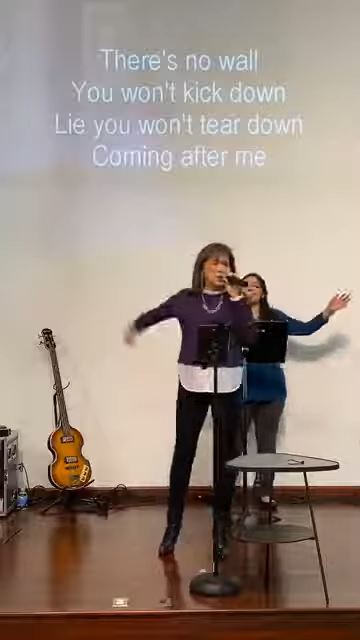 There's no wall
You won't kick down
Lie you won't tear down
Coming after me